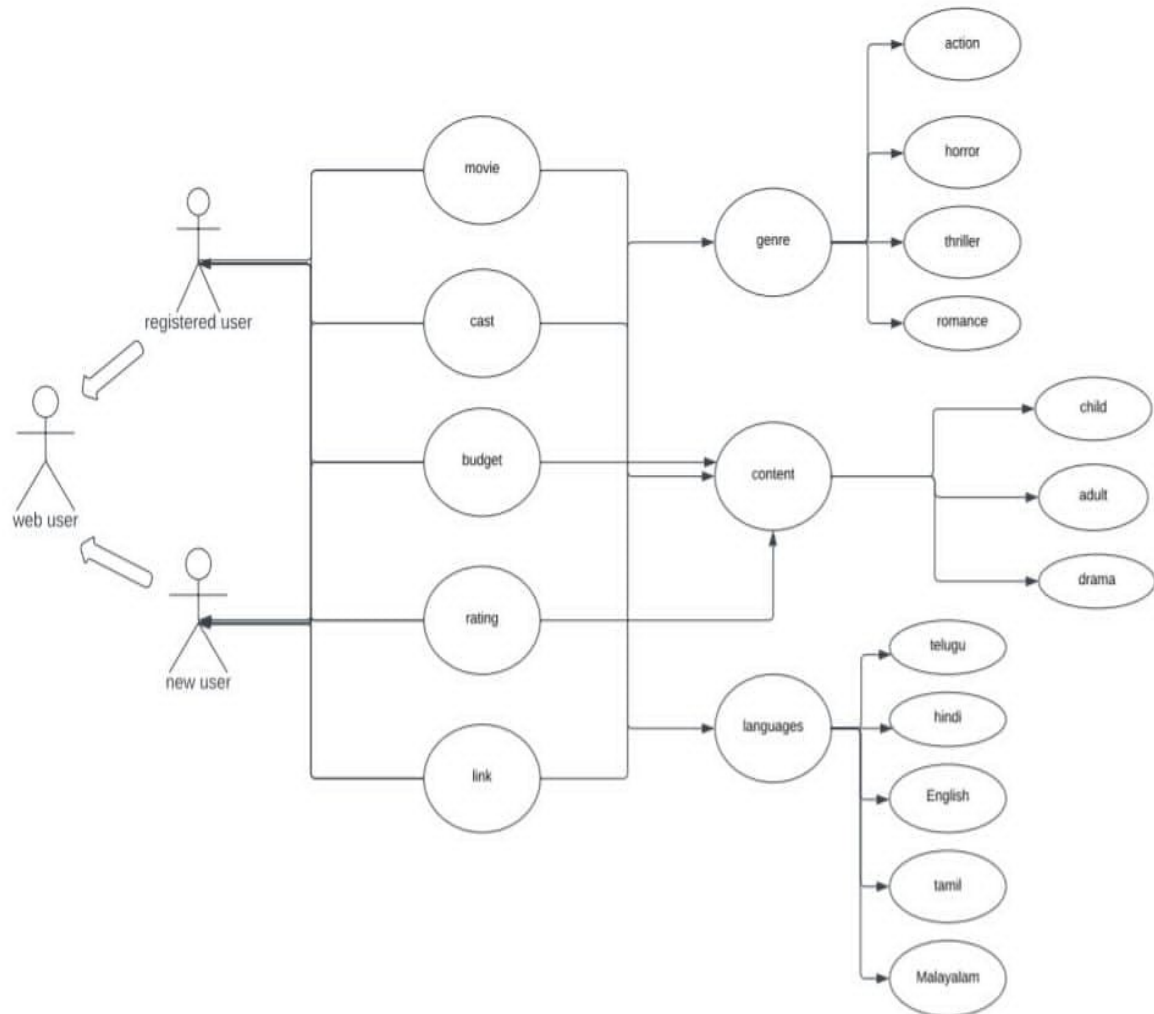 action
movie
horror
genre
thriller
registered user
cast
romance
child
web user
budget
content
adult
drama
new user
rating
telugu
hindi
languages
link
English
tamil
Malayalam